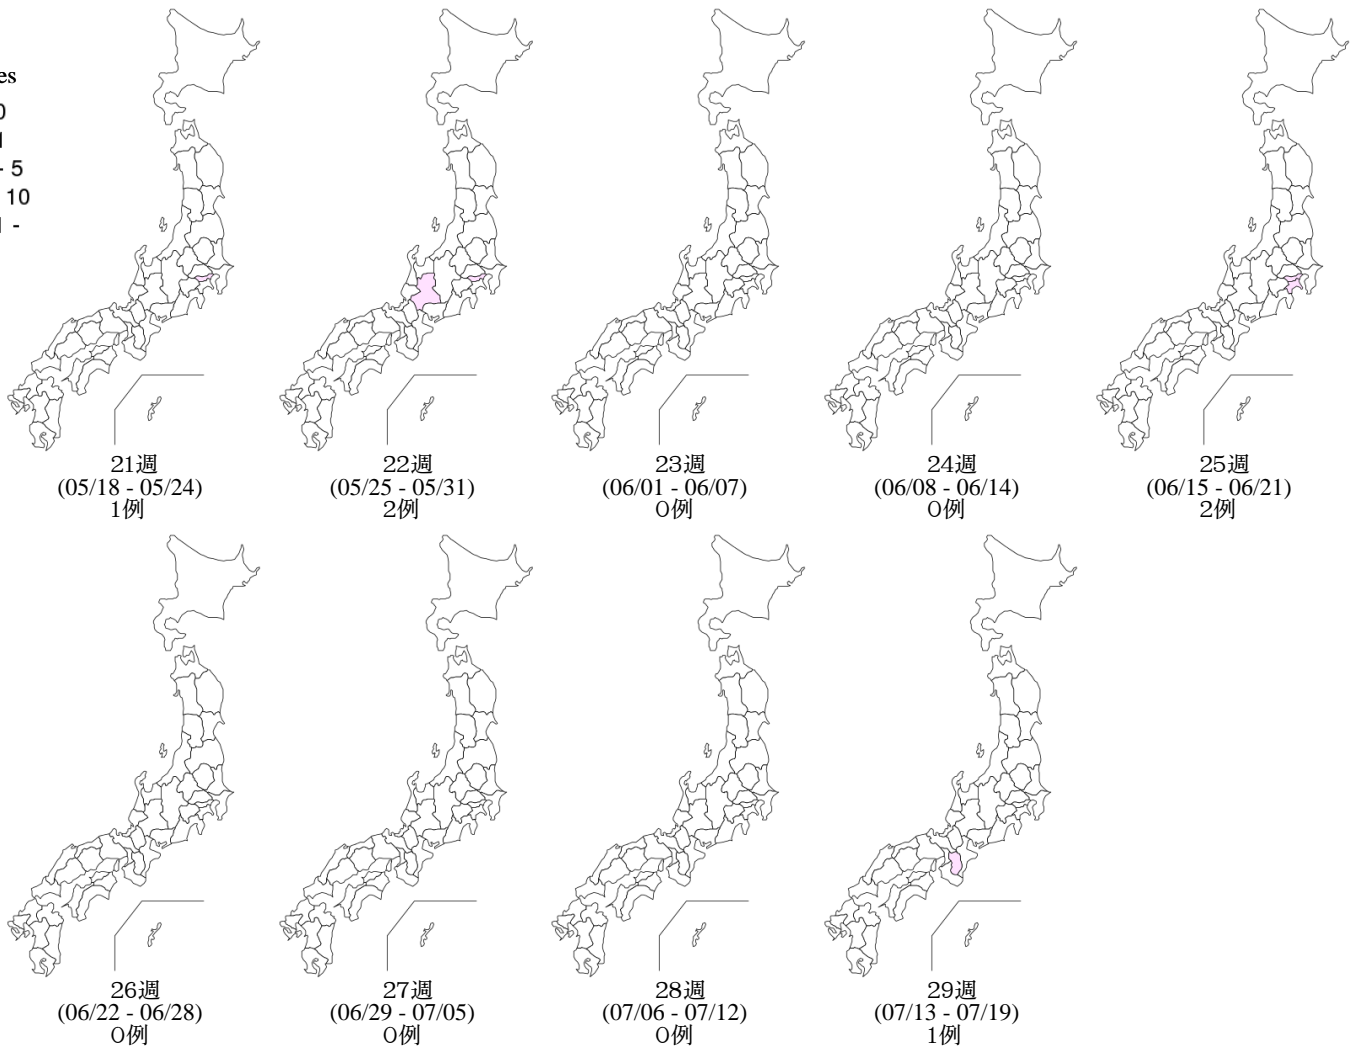 es
0
1
- 5
10
1 -
21週
(05/18 - 05/24)
1例
22週
(05/25 - 05/31)
2例
23週
(06/01 - 06/07)
0例
24週
(06/08 - 06/14)
0例
25週
(06/15 - 06/21)
2例
26週
(06/22 - 06/28)
0例
27週
(06/29 - 07/05)
0例
28週
(07/06 - 07/12)
0例
29週
(07/13 - 07/19)
1例